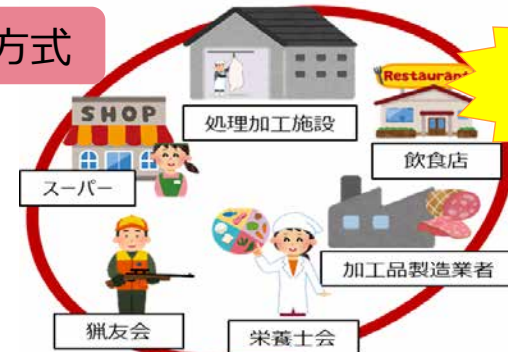 方式
処理加工施設
SHOP
Restaurant
スーパー
飲食店
加工品製造業者
猟友会
栄養士会